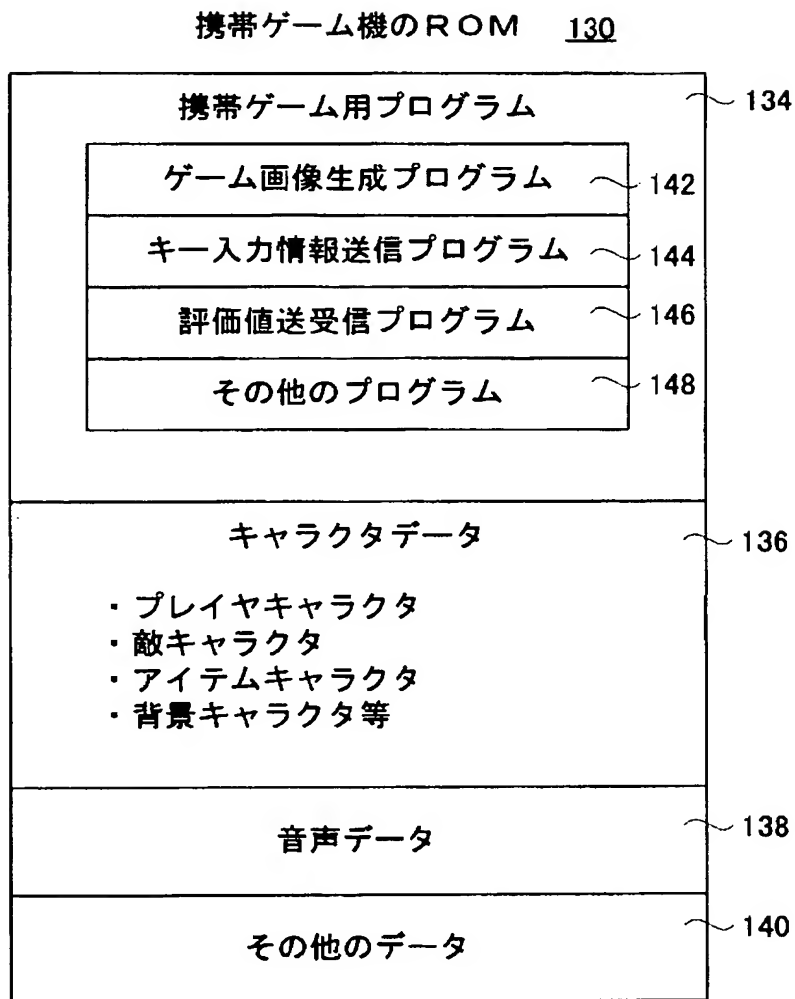 携帯ゲーム機のROM 130
携帯ゲーム用プログラム 134
ゲーム画像生成プログラム 142
キー入力情報送信プログラム 144
評価値送受信プログラム 146
その他のプログラム 148
キャラクタデータ 136
・プレイヤキャラクタ
・敵キャラクタ
・アイテムキャラクタ
・背景キャラクタ等
音声データ 138
その他のデータ 140